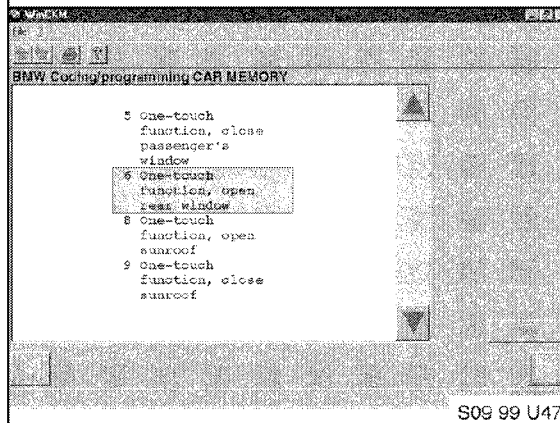 BMW Coding/programming CAR MEMORY
5 One-touch
function, close
passenger's
window
6 One-touch
function, open
rear window
8 One-touch
function, open
sunroof
9 One-touch
function, close
sunroof
S09 99 U47